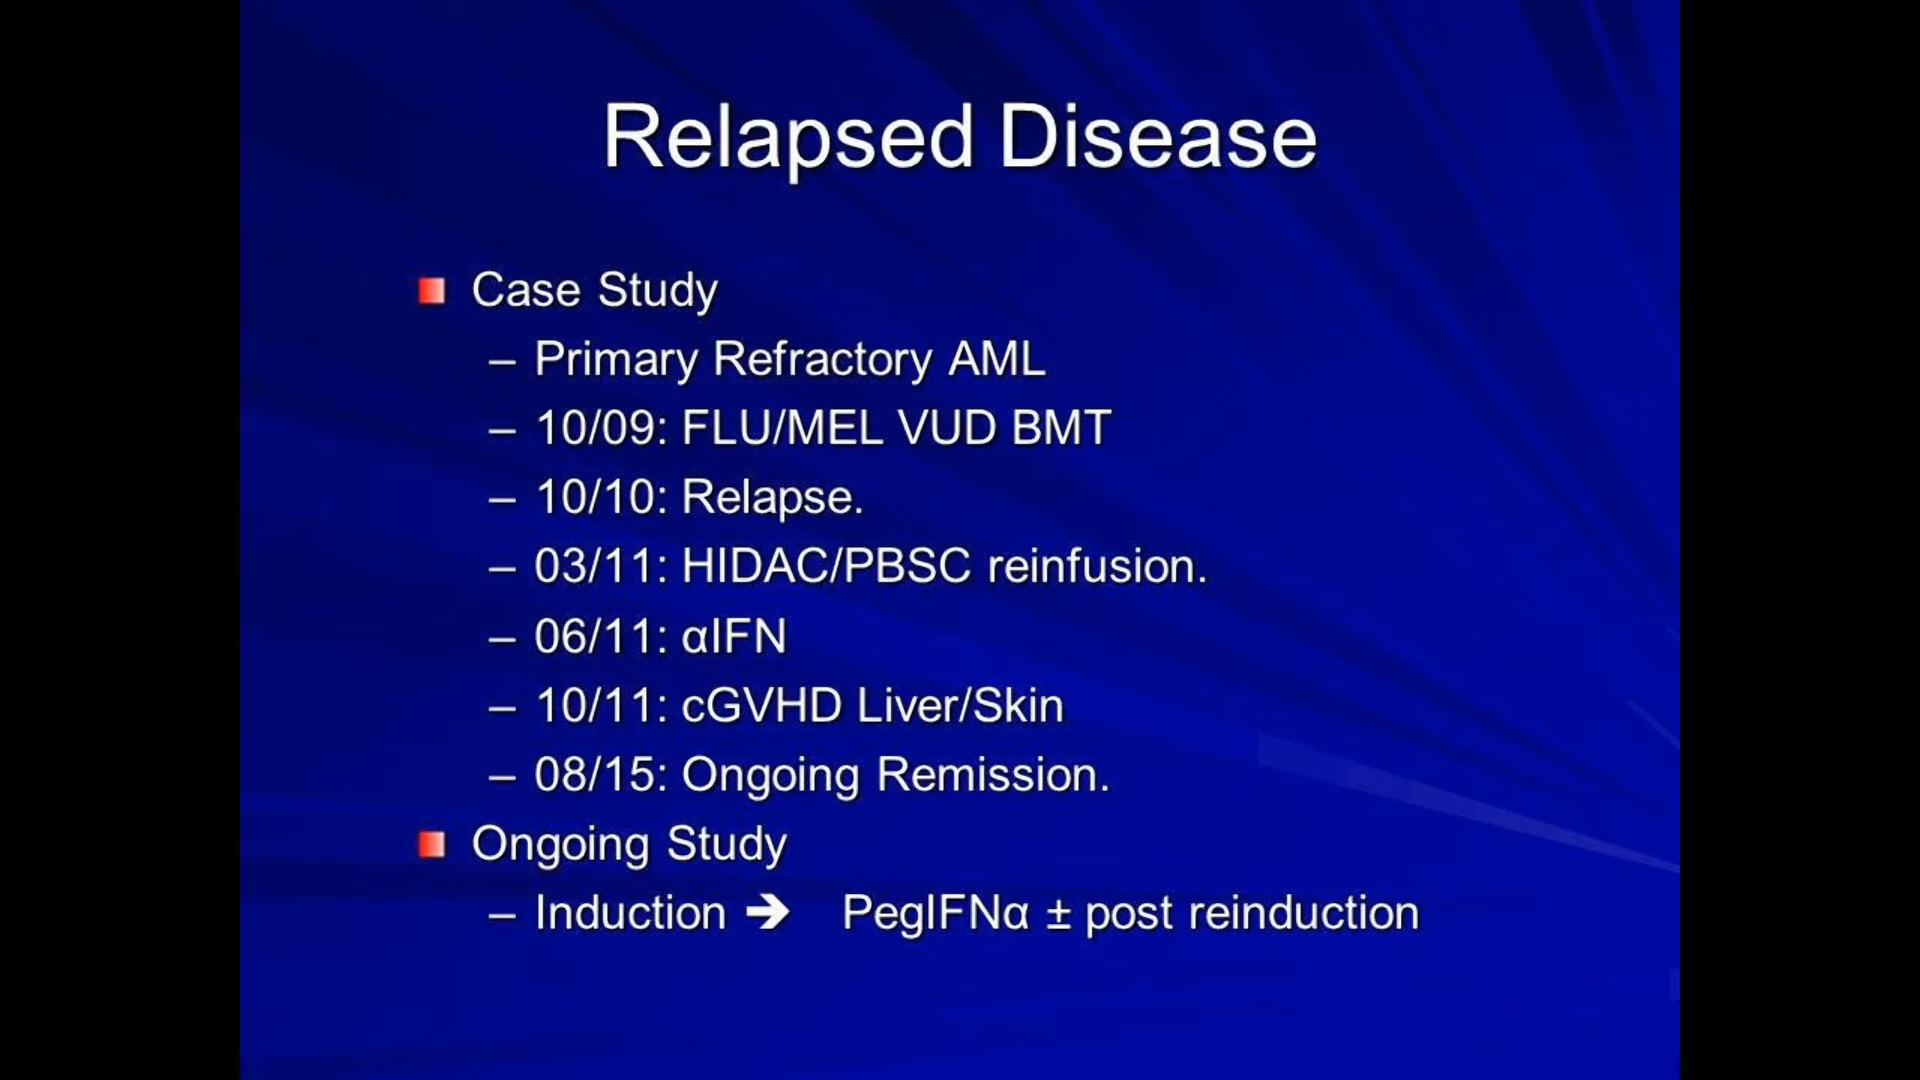 Relapsed Disease
Case Study
– Primary Refractory AML
– 10/09: FLU/MEL VUD BMT
– 10/10: Relapse.
– 03/11: HIDAC/PBSC reinfusion.
– 06/11: αIFN
– 10/11: cGVHD Liver/Skin
– 08/15: Ongoing Remission.
Ongoing Study
– Induction ➔ PegIFNα ± post reinduction